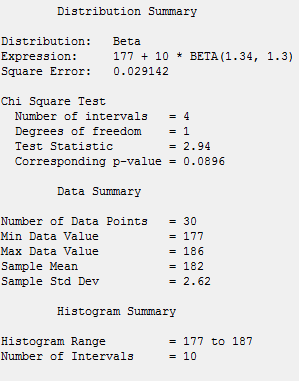 Distribution Summary
Distribution: Beta
Expression: 177 + 10 * BETA(1.34, 1.3)
Square Error: 0.029142
Chi Square Test
Number of intervals = 4
Degrees of freedom = 1
Test Statistic = 2.94
Corresponding p-value = 0.0896
Data Summary
Number of Data Points = 30
Min Data Value = 177
Max Data Value = 186
Sample Mean = 182
Sample Std Dev = 2.62
Histogram Summary
Histogram Range = 177 to 187
Number of Intervals = 10